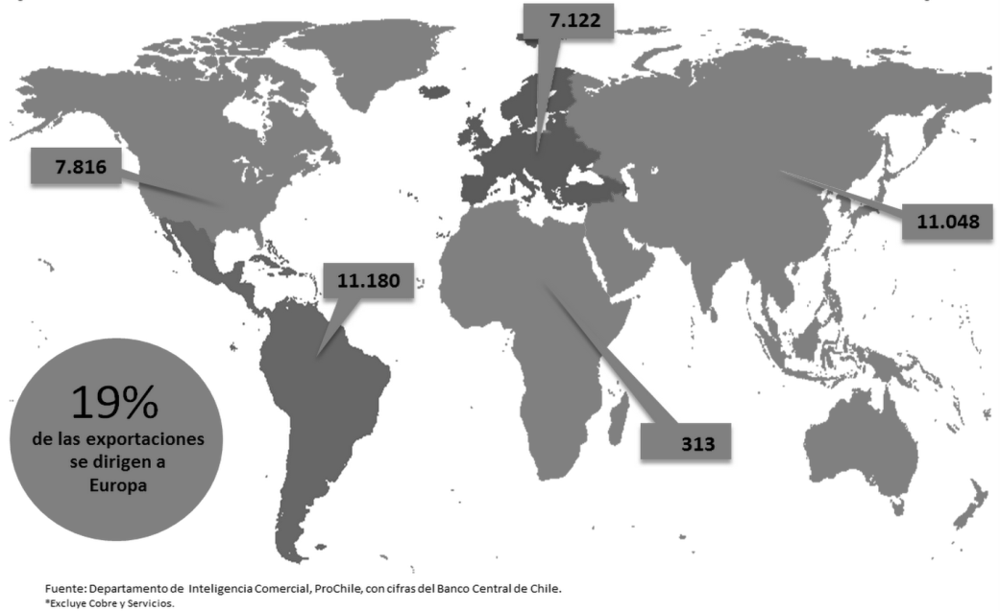 7.122
7.816
11.048
11.180
19%
de las exportaciones
se dirigen a
Europa
313
Fuente: Departamento de Inteligencia Comercial, ProChile, con cifras del Banco Central de Chile.
*Excluye Cobre y Servicios.